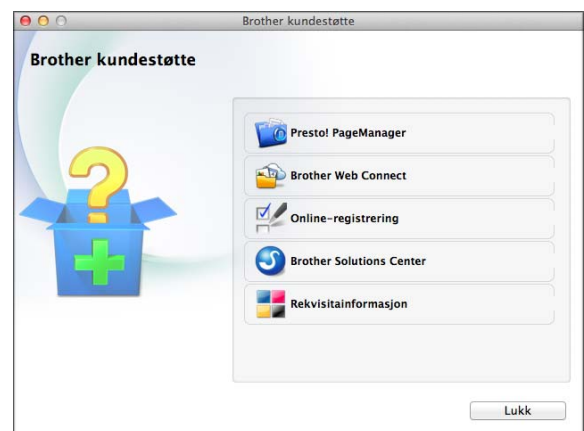 Brother kundestøtte
Brother kundestøtte
Presto! PageManager
Brother Web Connect
Online-registrering
Brother Solutions Center
Rekvisitainformasjon
Lukk